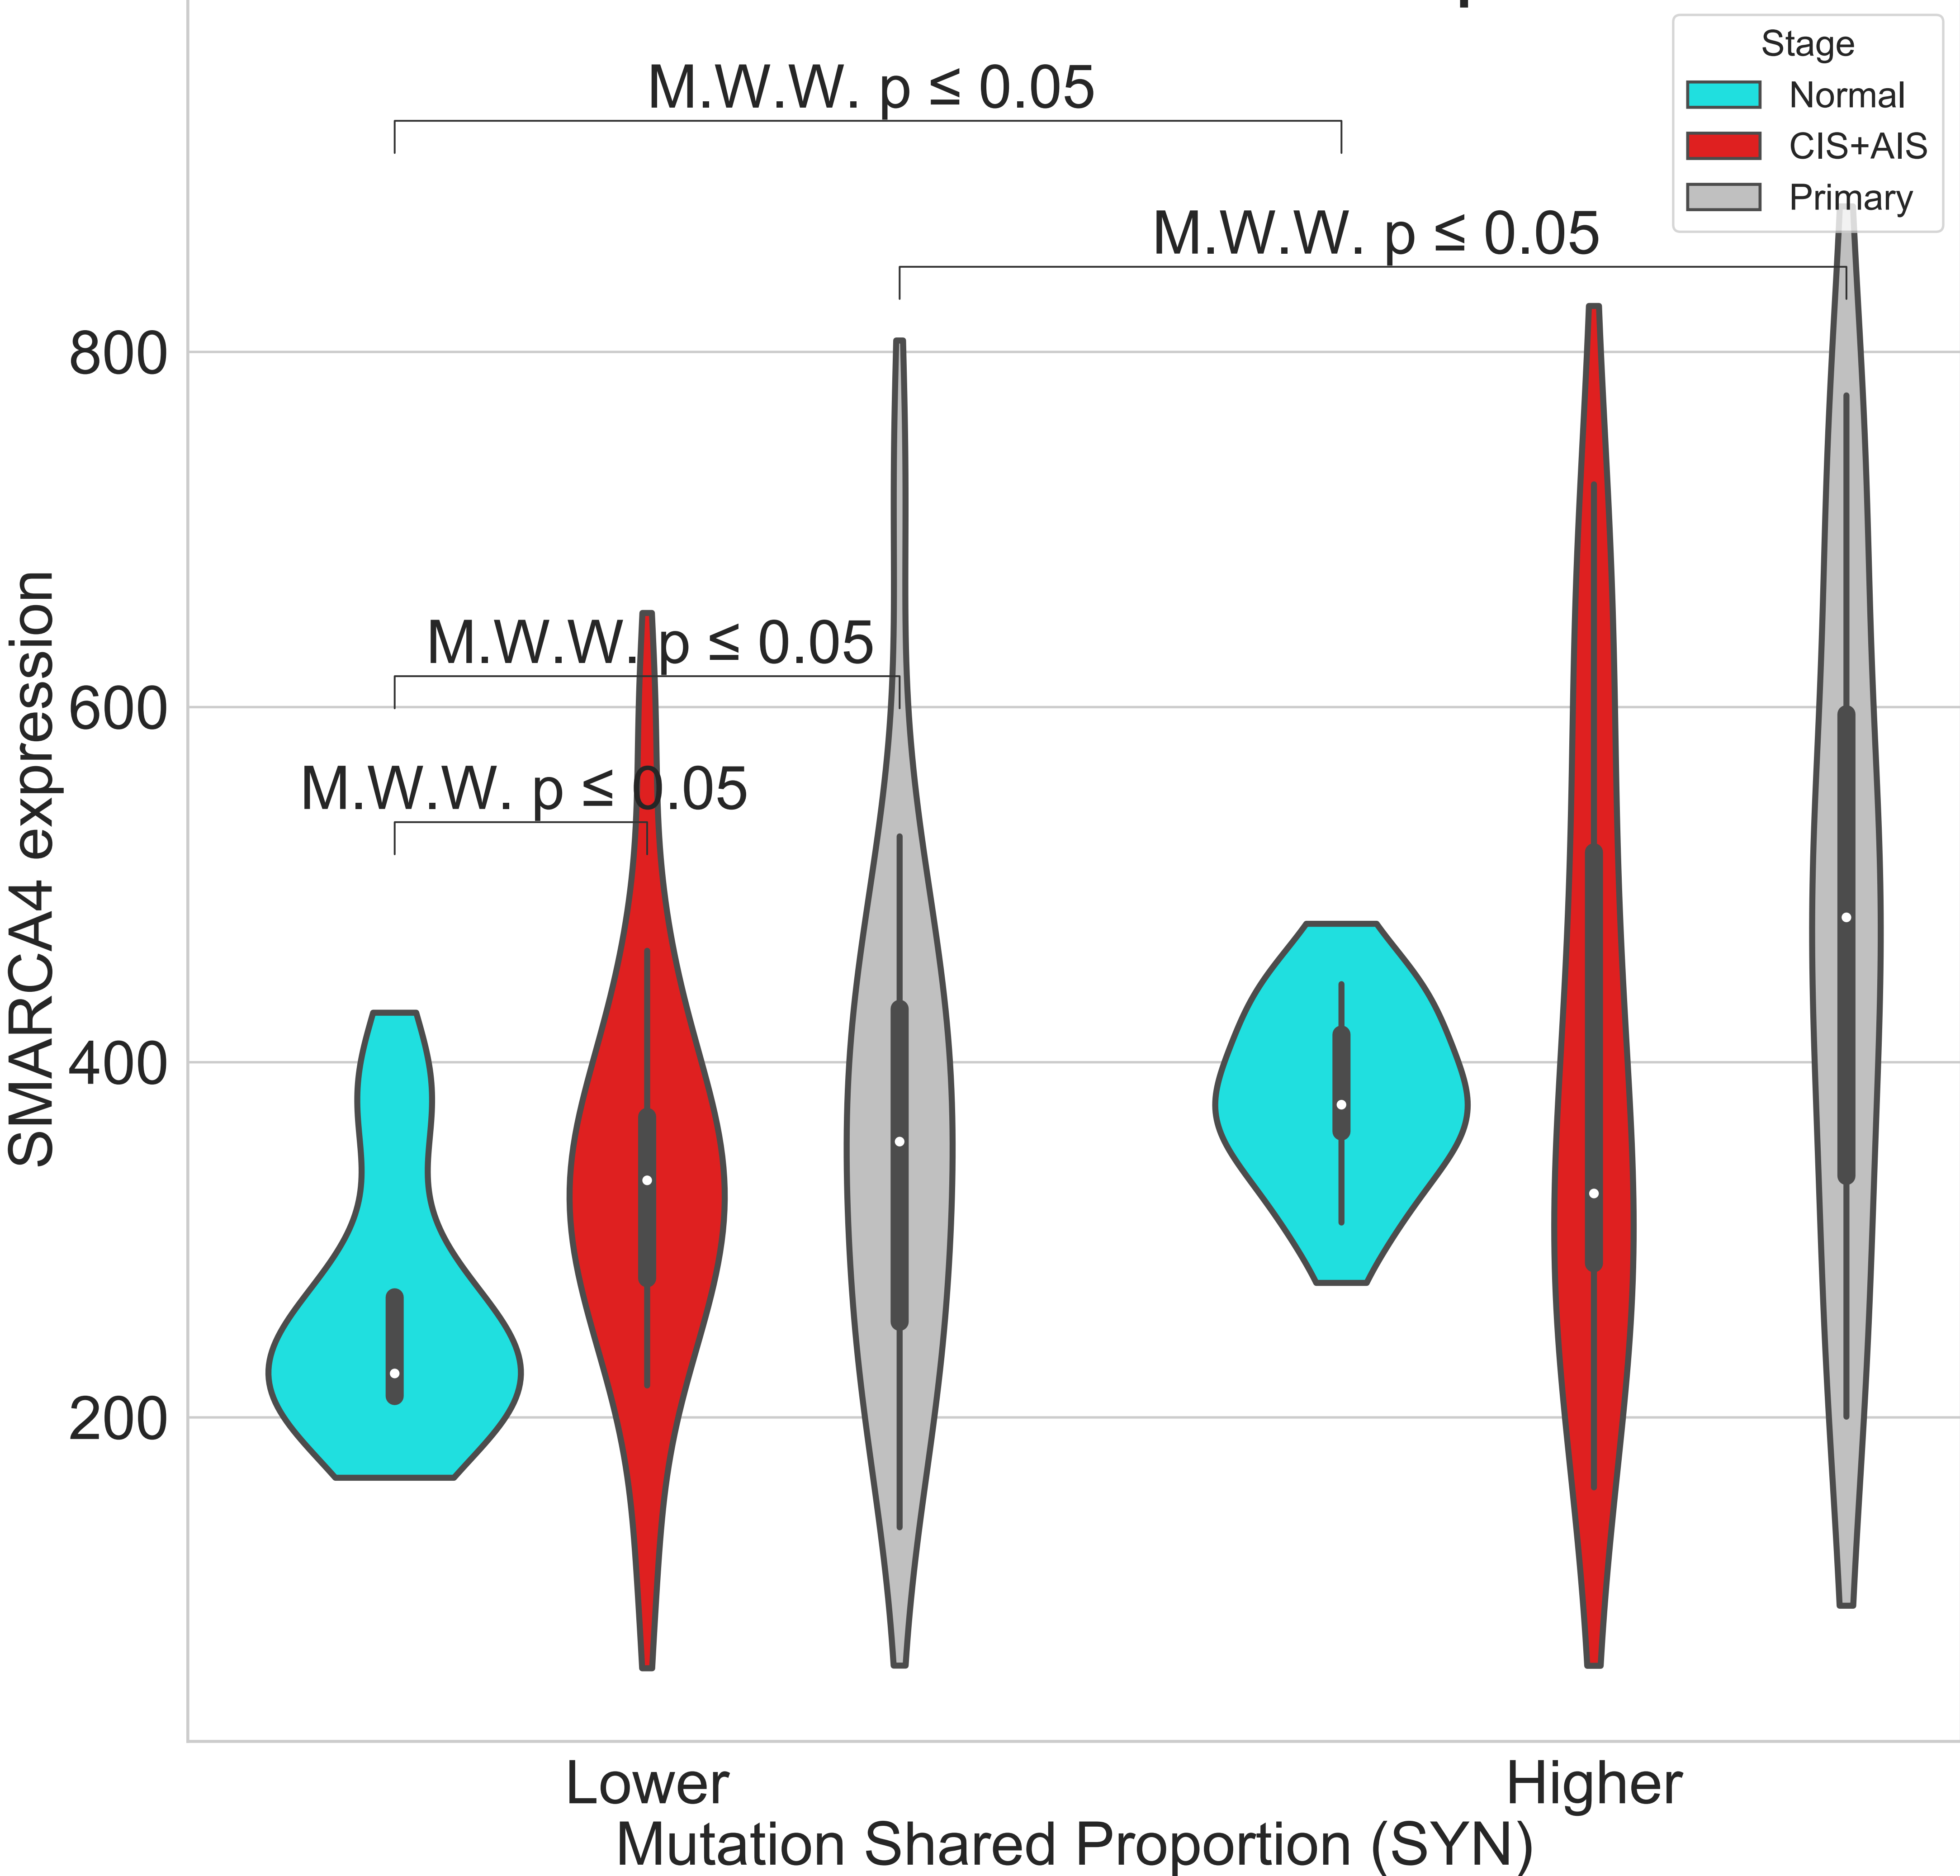 Stage
Normal
CIS+AIS
Primary
M.W.W. p ≤ 0.05
M.W.W. p ≤ 0.05
M.W.W. p ≤ 0.05
M.W.W. p ≤ 0.05
SMARCA4 expression
800
600
400
200
Lower
Higher
Mutation Shared Proportion (SYN)